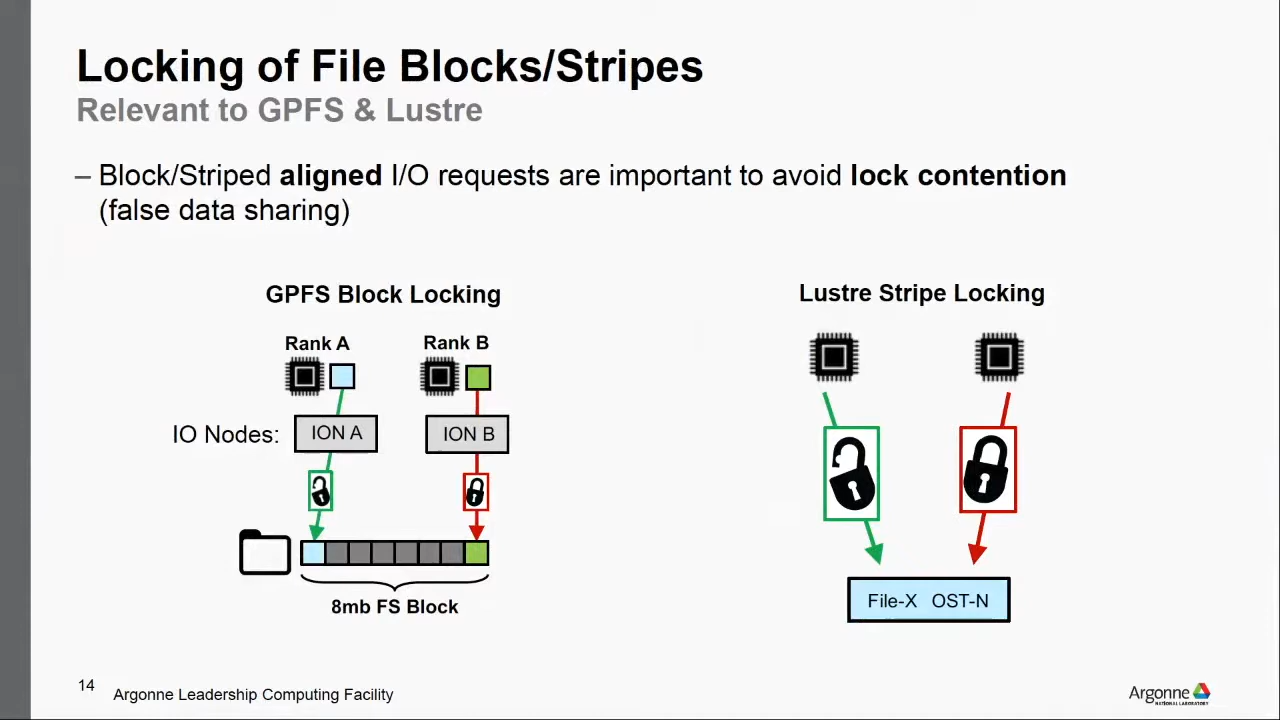 Locking of File Blocks/Stripes
Relevant to GPFS & Lustre
– Block/Striped aligned I/O requests are important to avoid lock contention
(false data sharing)
GPFS Block Locking
Rank A
Rank B
IO Nodes:
ION A
ION B
8mb FS Block
Lustre Stripe Locking
File-X OST-N
14
Argonne Leadership Computing Facility
Argonne
NATIONAL LABORATORY